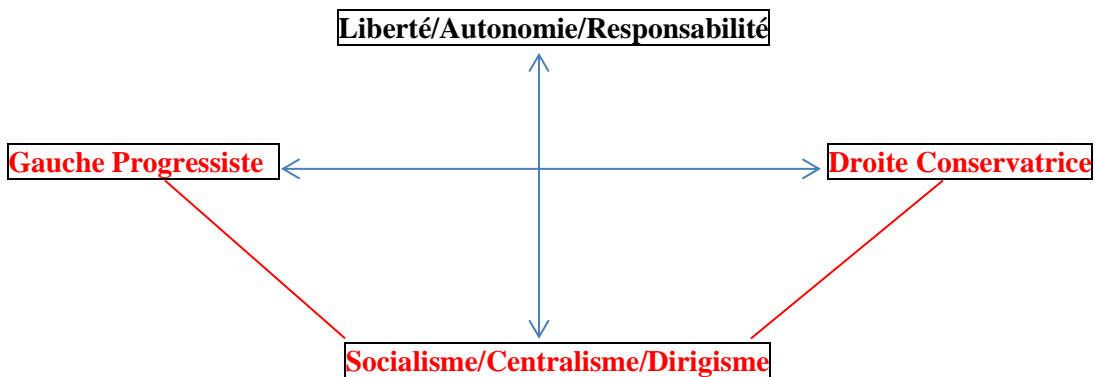 Liberté/Autonomie/Responsabilité
Gauche Progressiste
Droite Conservatrice
Socialisme/Centralisme/Dirigisme